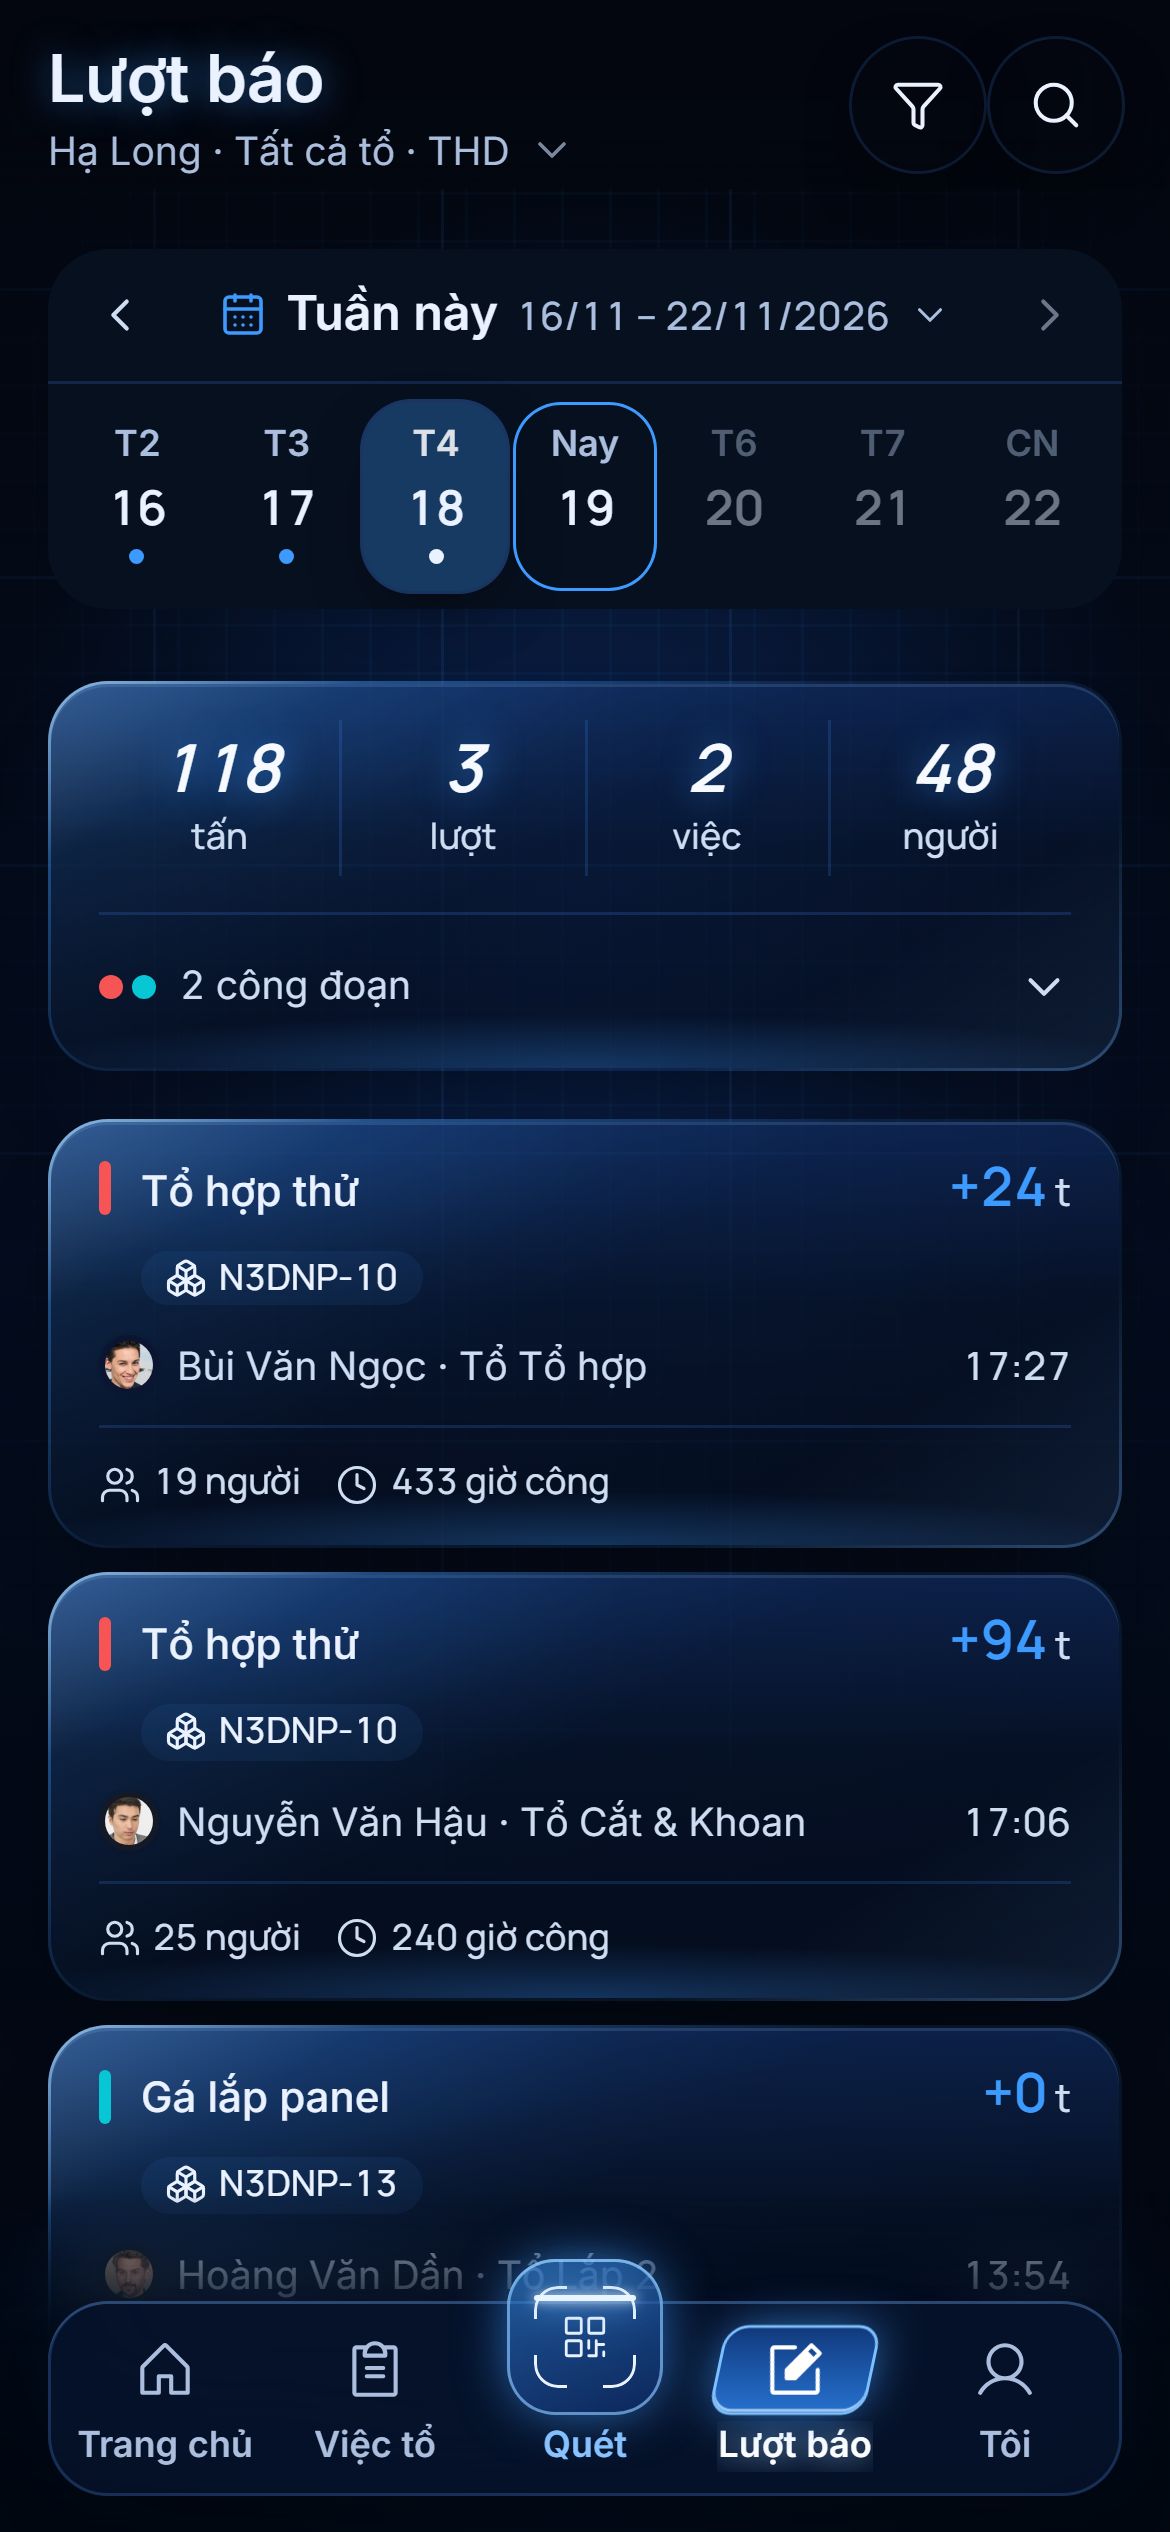 Lượt báo
Hạ Long · Tất cả tổ · THD
Tuần này 16/11 – 22/11/2026
T2 T3 T4 Nay T6 T7 CN
16 17 18 19 20 21 22
118 3 2 48
tấn lượt việc người
2 công đoạn
Tổ hợp thử +24 t
N3DNP-10
Bùi Văn Ngọc · Tổ Tổ hợp 17:27
19 người 433 giờ công
Tổ hợp thử +94 t
N3DNP-10
Nguyễn Văn Hậu · Tổ Cắt & Khoan 17:06
25 người 240 giờ công
Gá lắp panel +0 t
N3DNP-13
Hoàng Văn Dần · Tổ Lắp 2 13:54
Trang chủ Việc tổ Quét Lượt báo Tôi